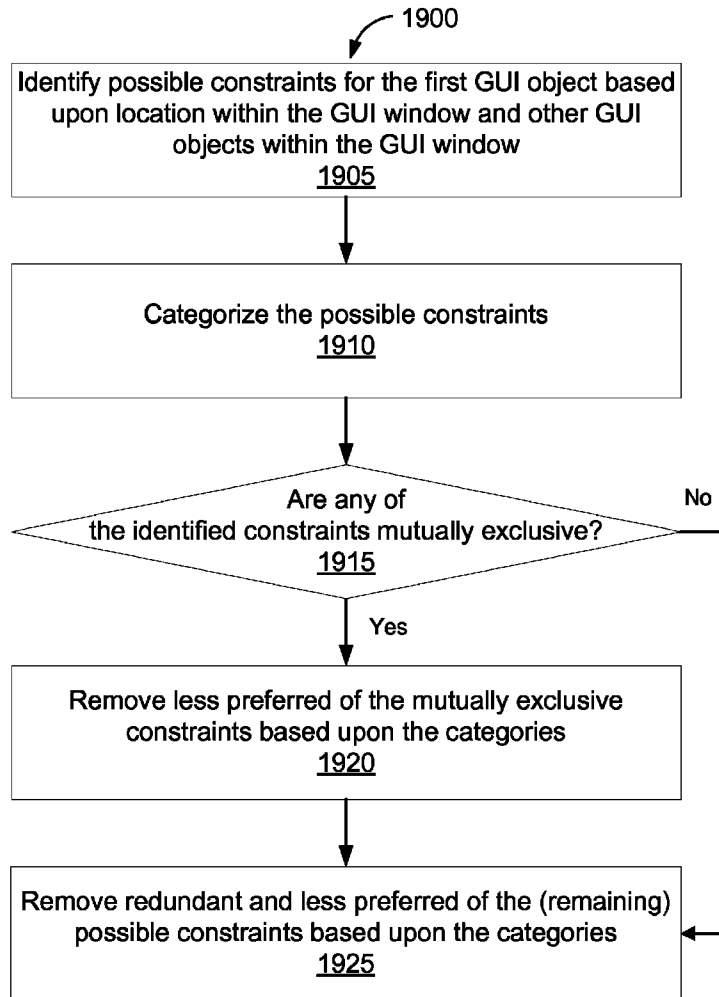 1900
Identify possible constraints for the first GUI object based
upon location within the GUI window and other GUI
objects within the GUI window
1905
Categorize the possible constraints
1910
Are any of
the identified constraints mutually exclusive?
1915
No
Yes
Remove less preferred of the mutually exclusive
constraints based upon the categories
1920
Remove redundant and less preferred of the (remaining)
possible constraints based upon the categories
1925